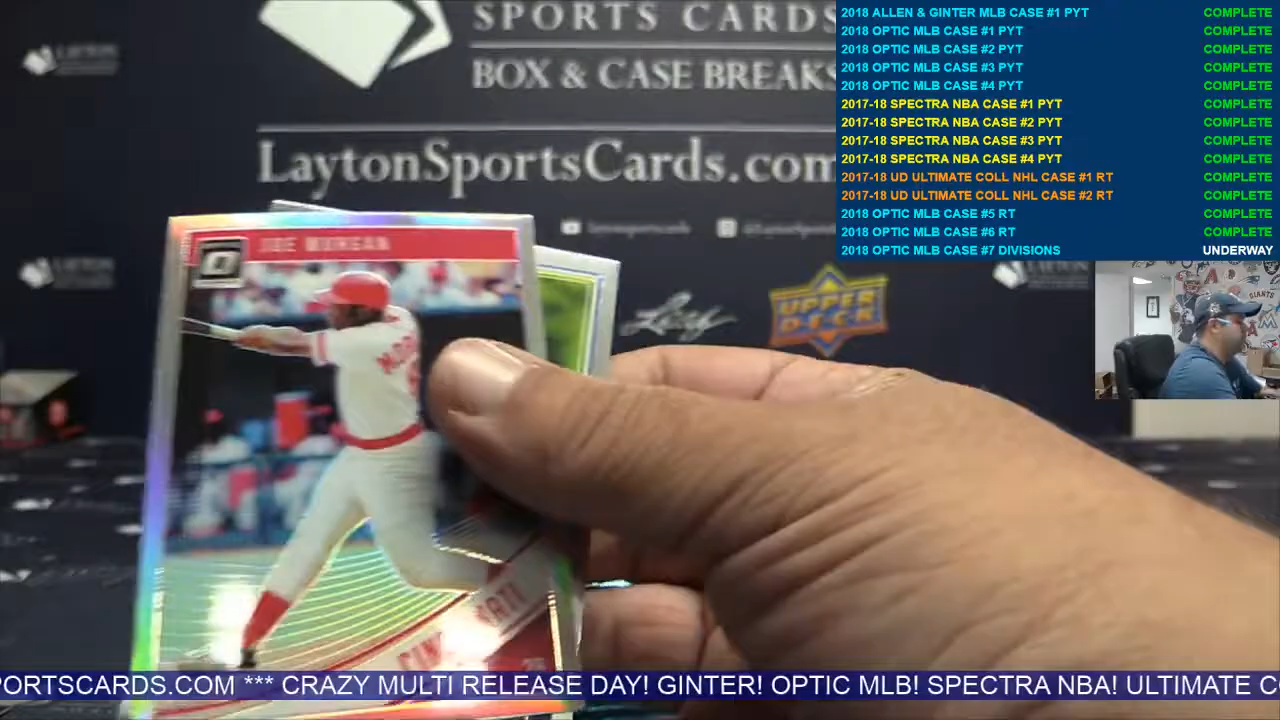 SPORTS CARDS
BOX & CASE BREAKS
LaytonSportsCards.com
2018 ALLEN & GINTER MLB CASE #1 PYT COMPLETE
2018 OPTIC MLB CASE #1 PYT COMPLETE
2018 OPTIC MLB CASE #2 PYT COMPLETE
2018 OPTIC MLB CASE #3 PYT COMPLETE
2018 OPTIC MLB CASE #4 PYT COMPLETE
2017-18 SPECTRA NBA CASE #1 PYT COMPLETE
2017-18 SPECTRA NBA CASE #2 PYT COMPLETE
2017-18 SPECTRA NBA CASE #3 PYT COMPLETE
2017-18 SPECTRA NBA CASE #4 PYT COMPLETE
2017-18 UD ULTIMATE COLL NHL CASE #1 RT COMPLETE
2017-18 UD ULTIMATE COLL NHL CASE #2 RT COMPLETE
2018 OPTIC MLB CASE #5 RT COMPLETE
2018 OPTIC MLB CASE #6 RT COMPLETE
2018 OPTIC MLB CASE #7 DIVISIONS UNDERWAY
LAYTON
LAYTON
LAYTON
JOE MORGAN
Leaf
UPPER DECK
GIANTS
PORTSCARDS.COM *** CRAZY MULTI RELEASE DAY! GINTER! OPTIC MLB! SPECTRA NBA! ULTIMATE C